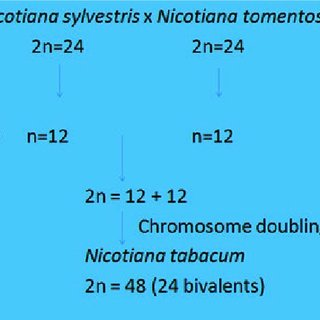 cotiana sylvestris x Nicotiana tomentos
2n=24 2n=24
n=12 n=12
2n = 12 + 12
Chromosome doublin
Nicotiana tabacum
2n = 48 (24 bivalents)